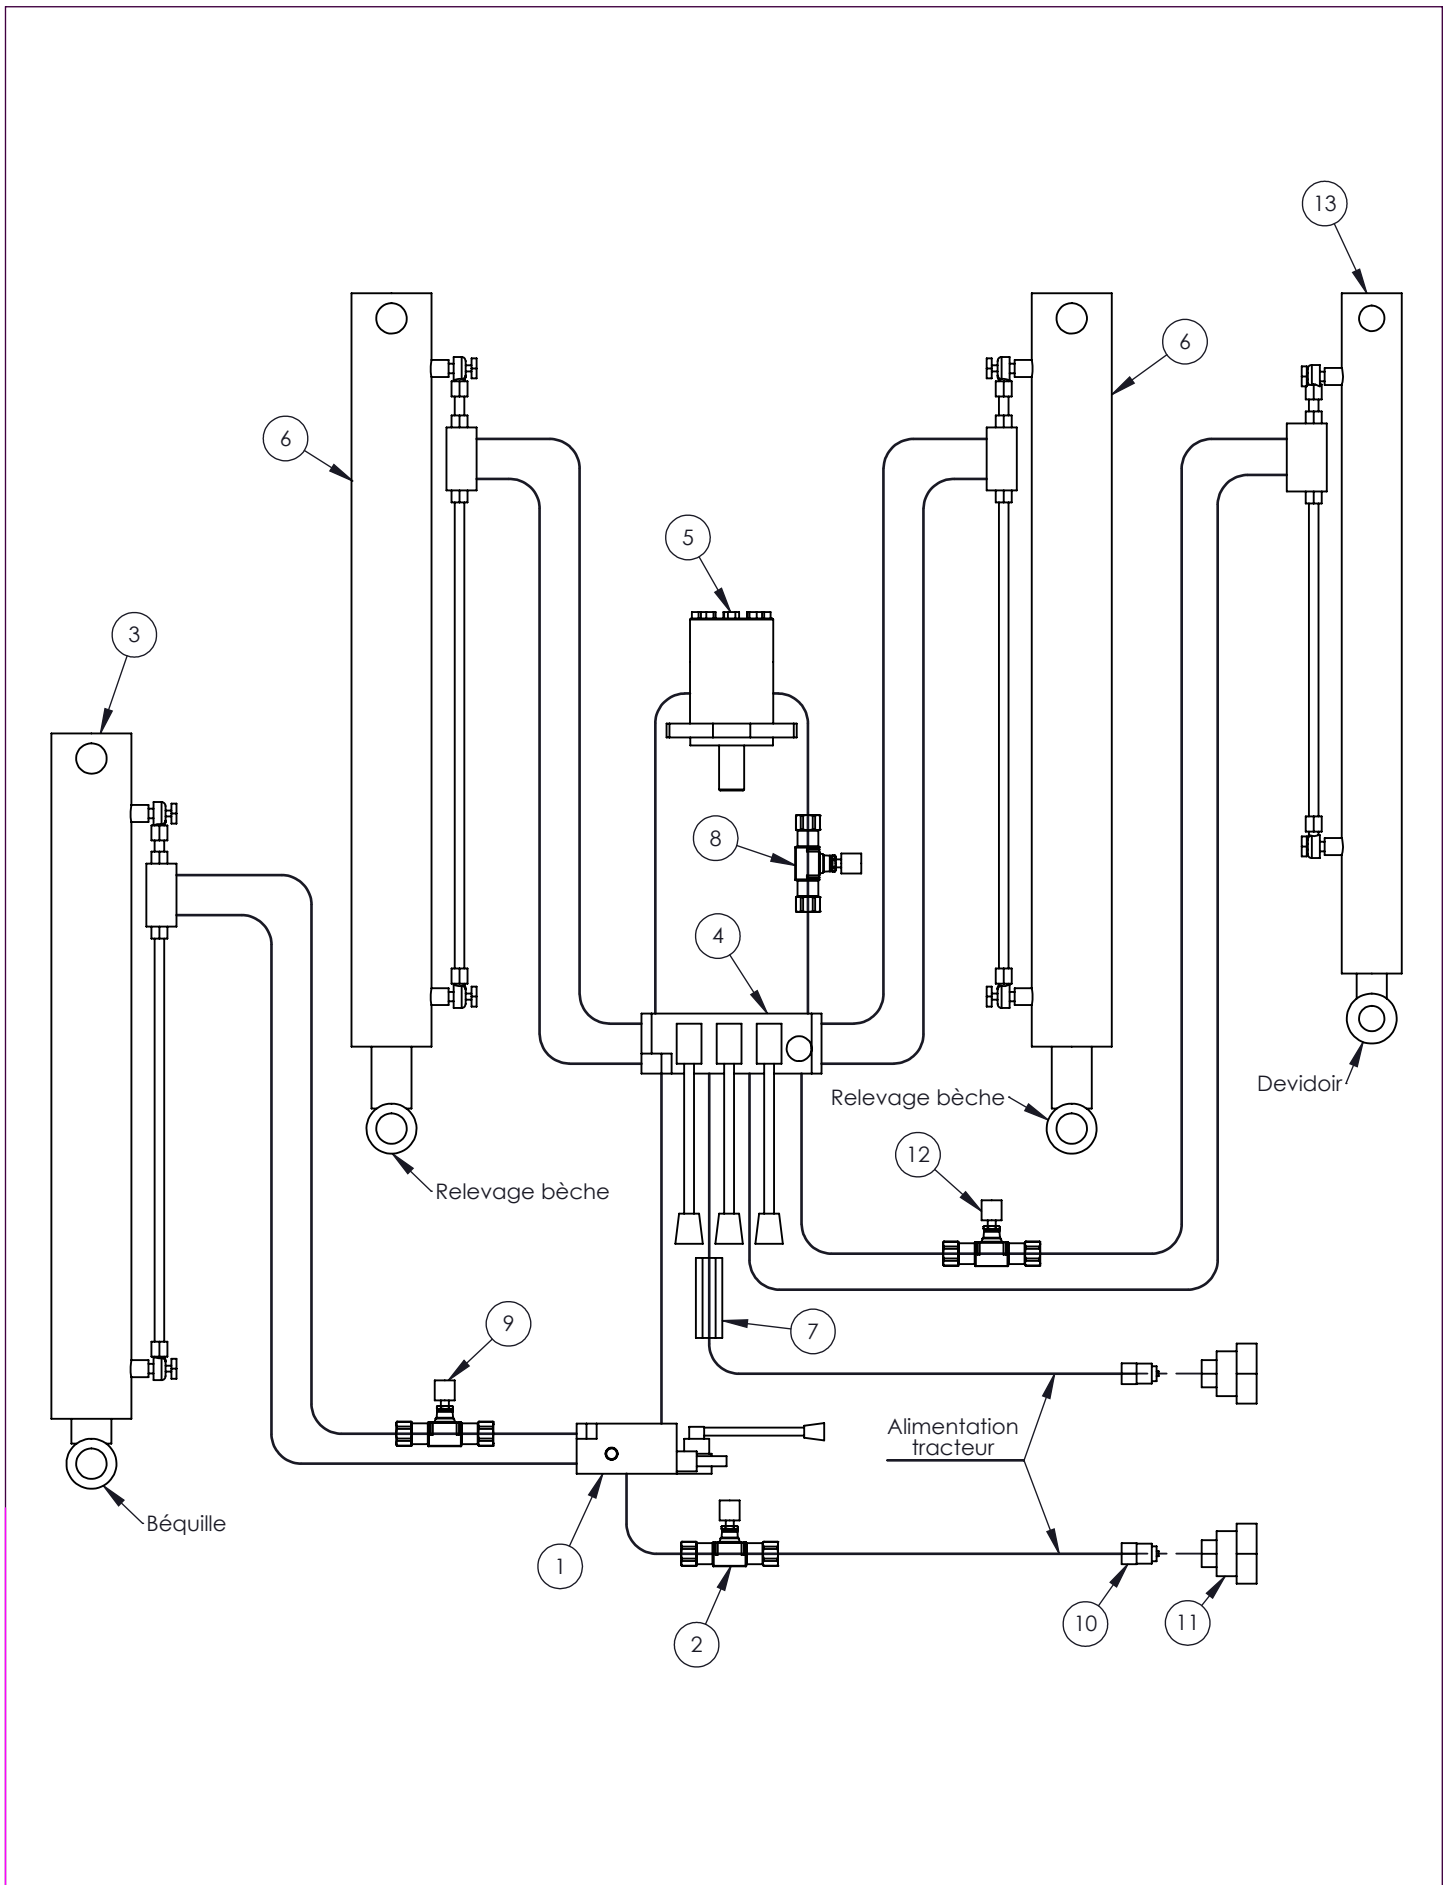 13
6
6
5
3
8
4
Devidoir
Relevage bèche
12
Relevage bèche
9
7
Alimentation
tracteur
Béquille
1
10
11
2